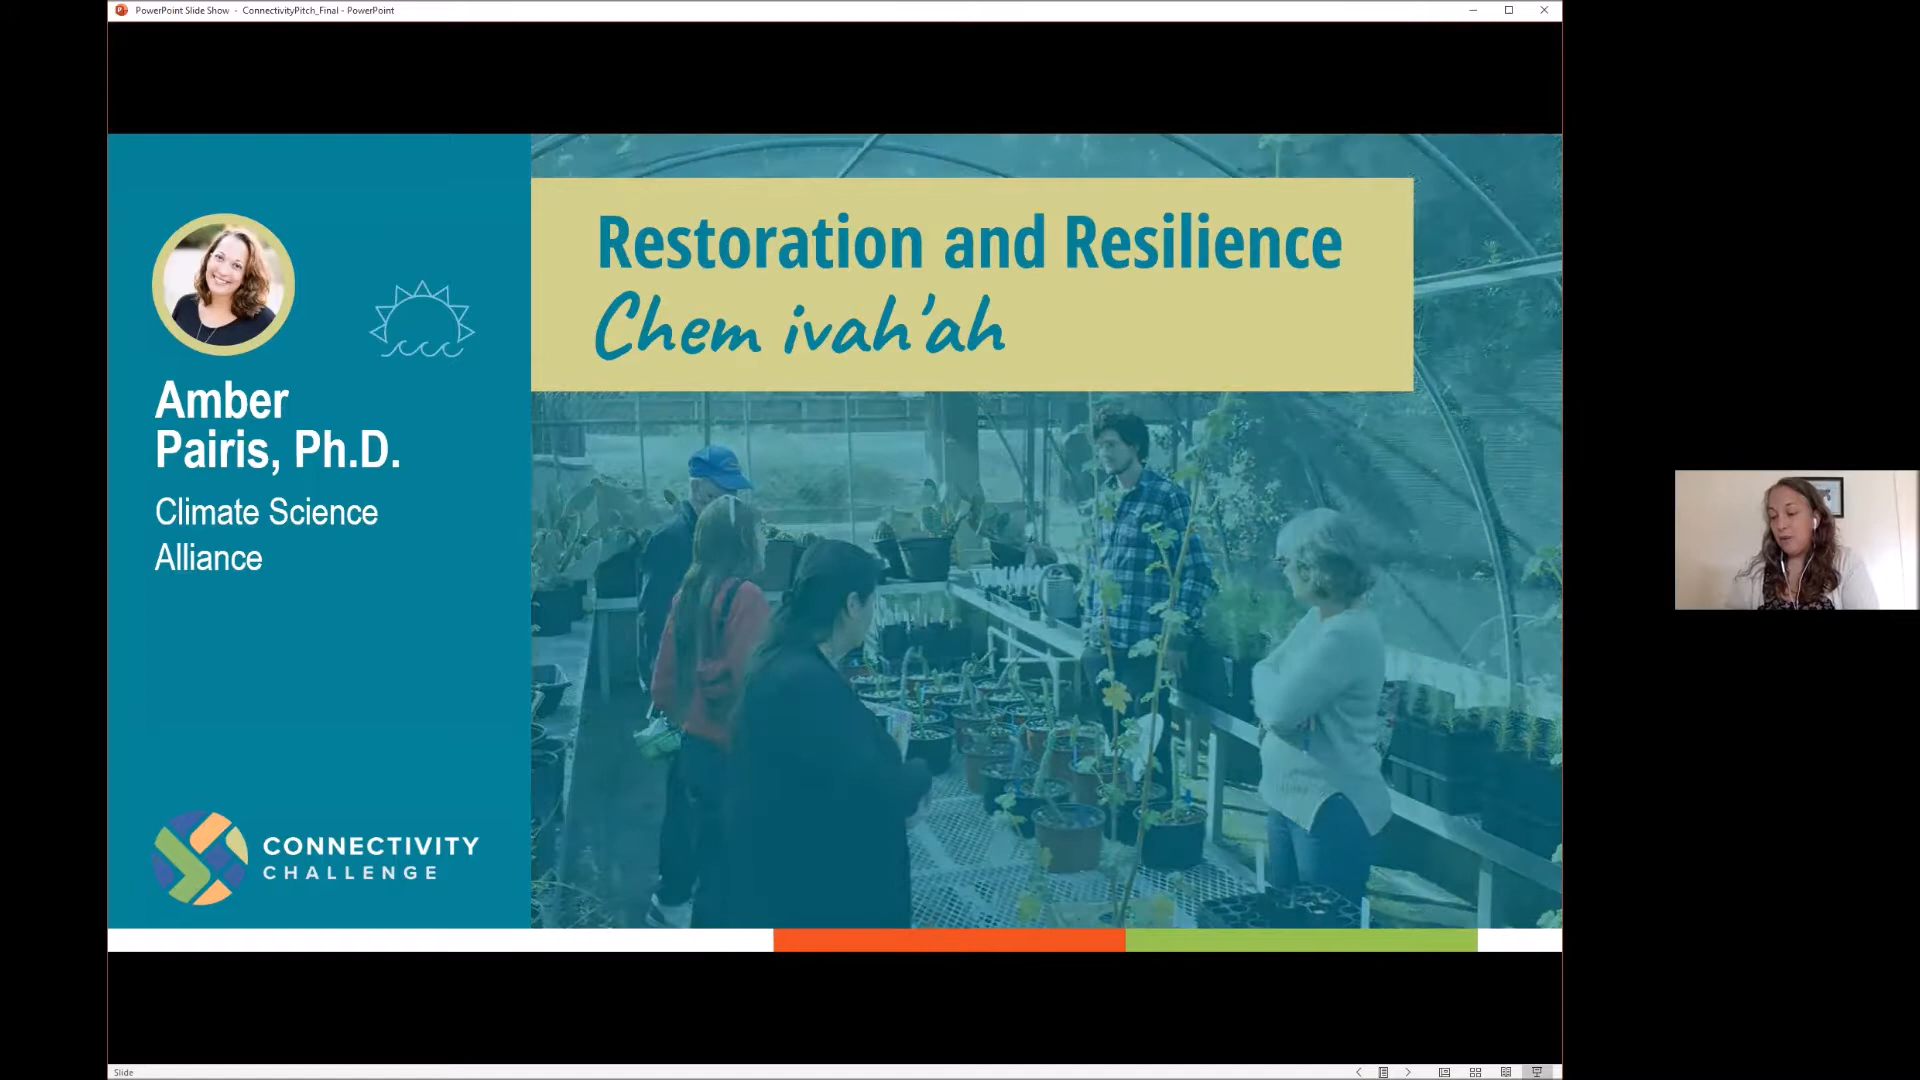 PowerPoint Slide Show - ConnectivityPitch_Final - PowerPoint
Restoration and Resilience
Chem ivah'ah
Amber
Pairis, Ph.D.
Climate Science
Alliance
CONNECTIVITY
CHALLENGE
Slide